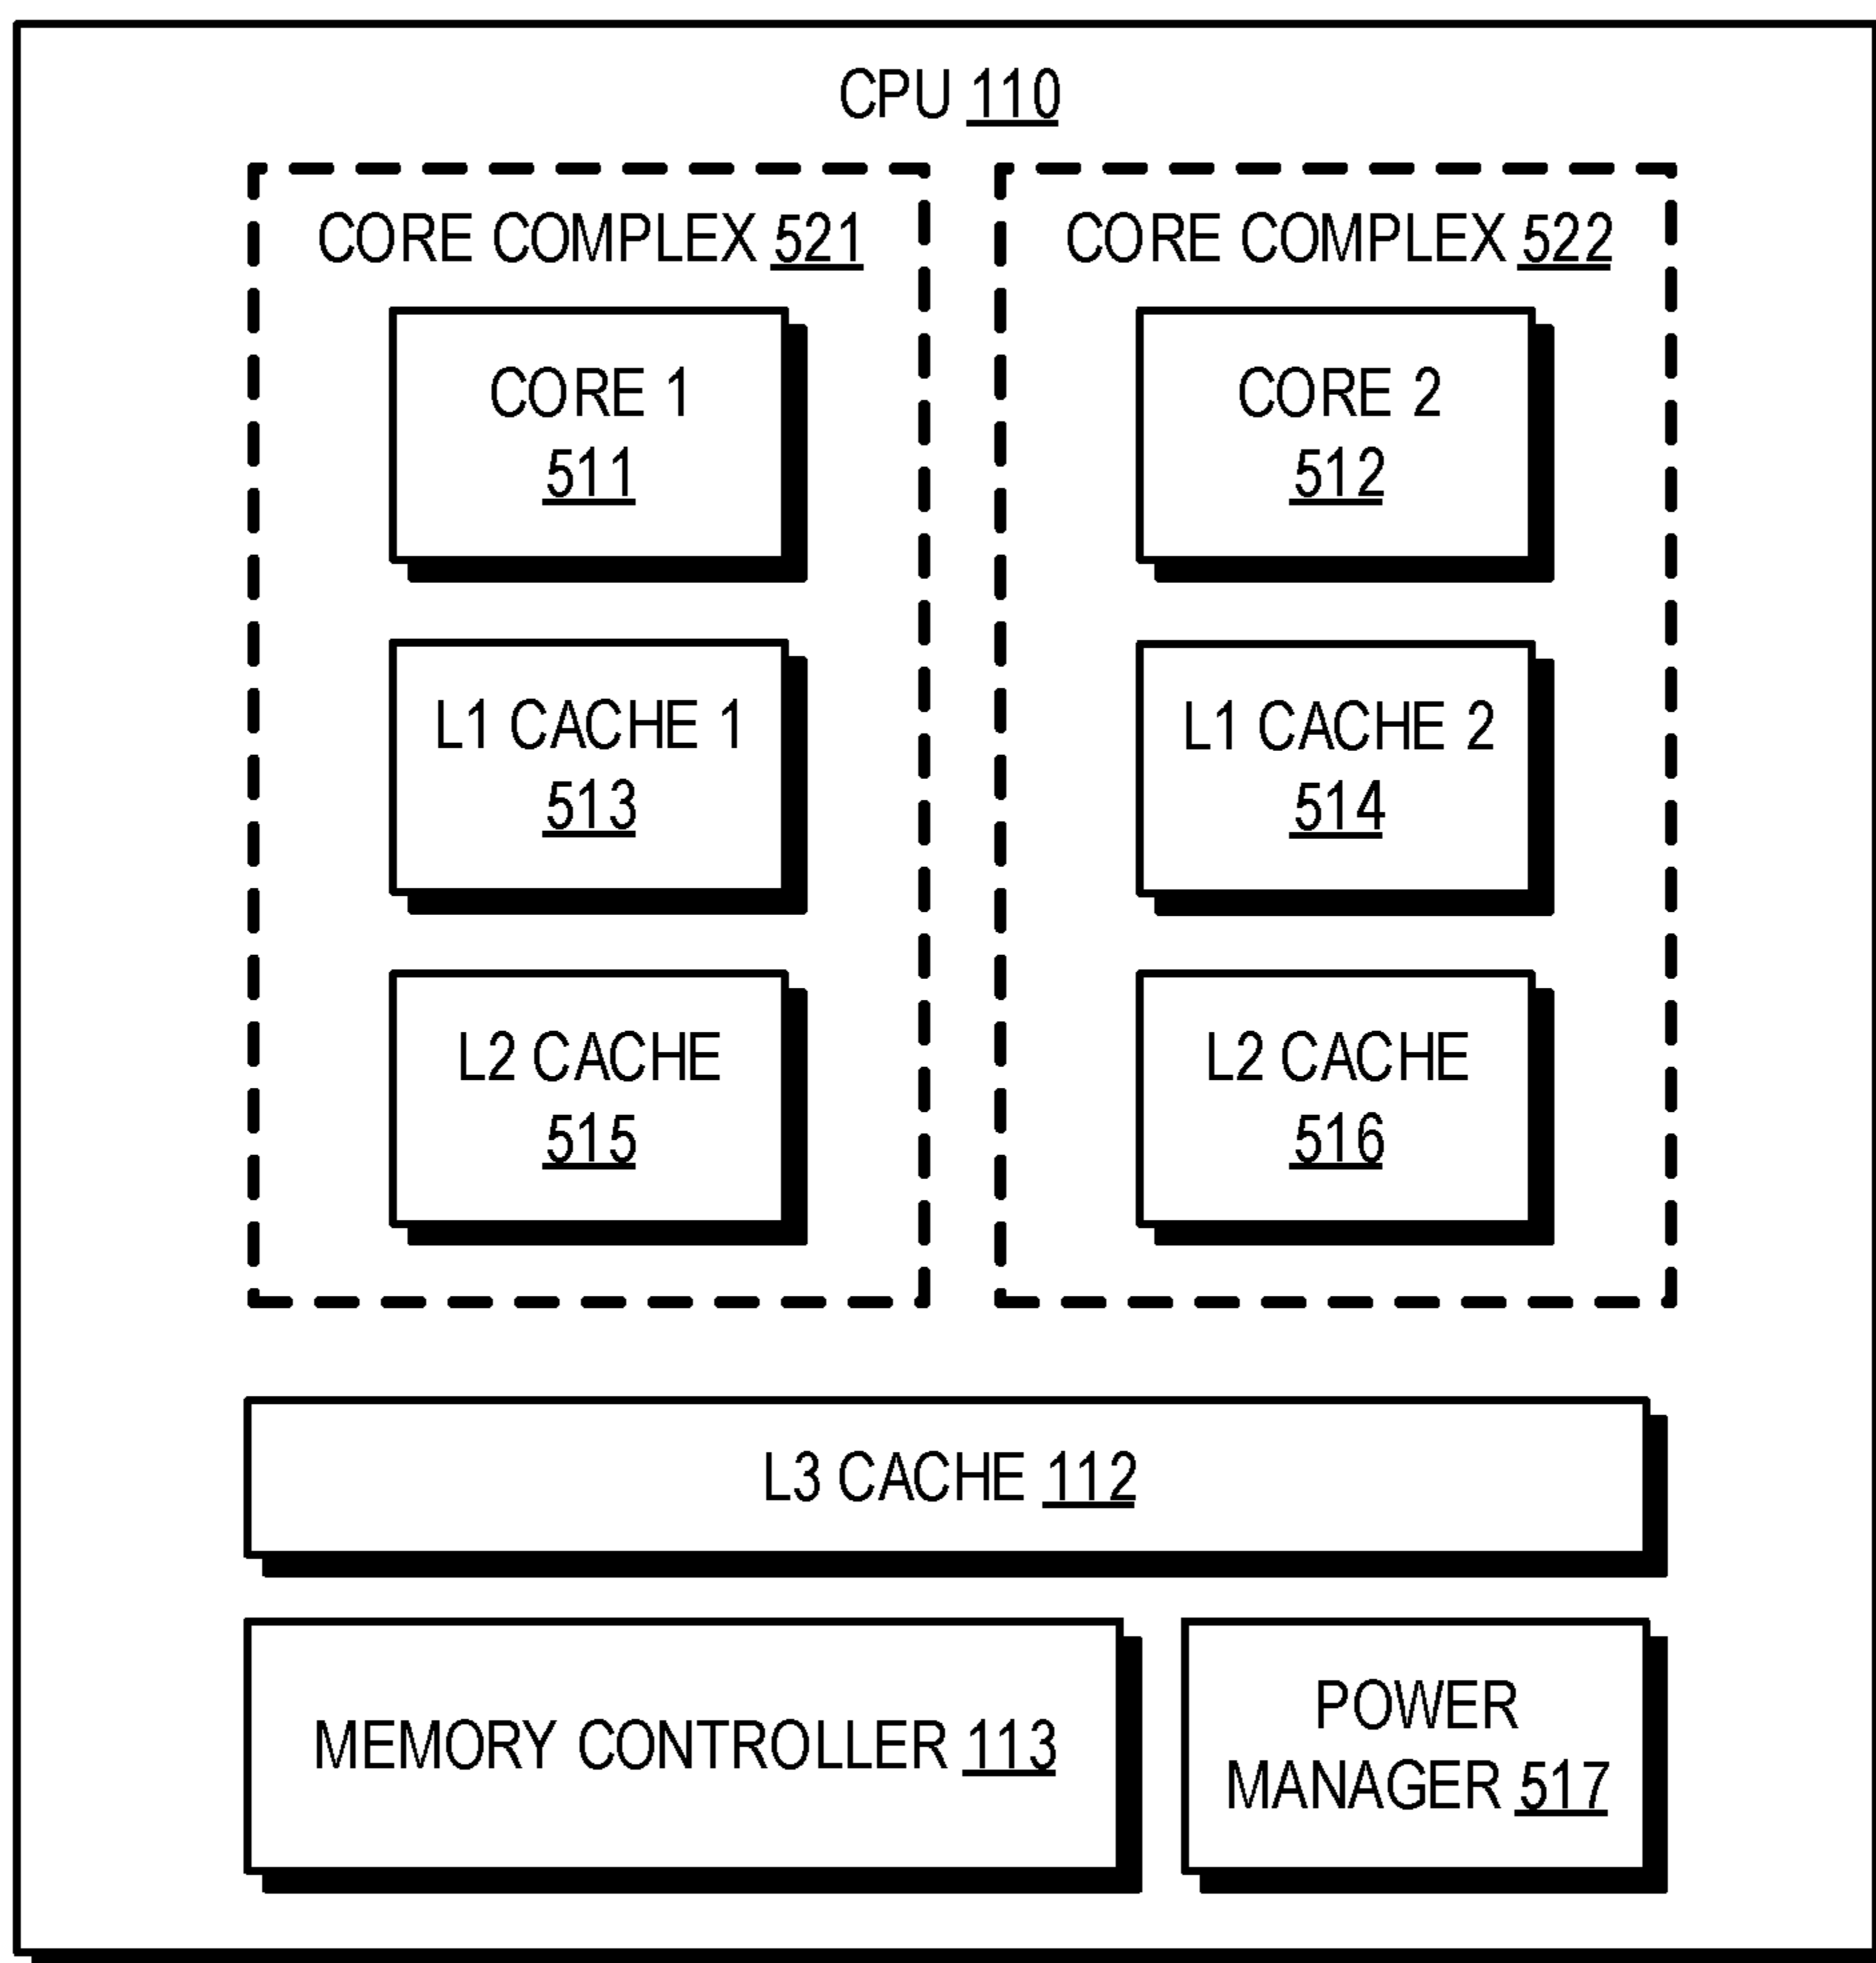 CPU 110
CORE COMPLEX 521
CORE 1
511
L1 CACHE 1
513
L2 CACHE
515
CORE COMPLEX 522
CORE 2
512
L1 CACHE 2
514
L2 CACHE
516
L3 CACHE 112
MEMORY CONTROLLER 113
POWER
MANAGER 517